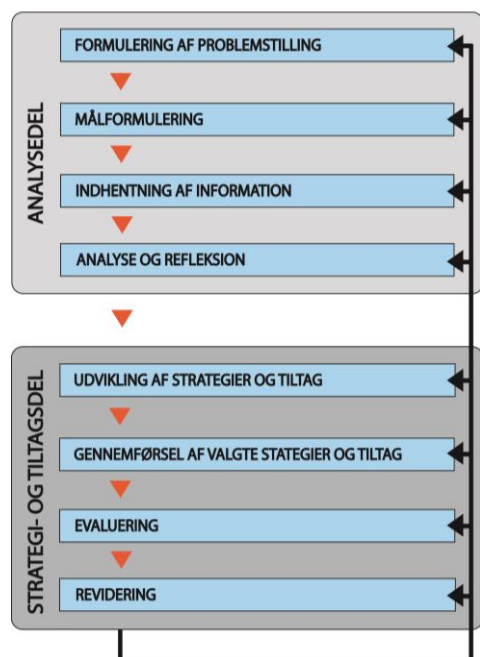 ANALYSEDEL
FORMULERING AF PROBLEMSTILLING
MÅLFORMULERING
INDHENTNING AF INFORMATION
ANALYSE OG REFLEKSION
STRATEGI- OG TILTAGSDEL
UDVIKLING AF STRATEGIER OG TILTAG
GENNEMFØRSEL AF VALGTE STATEGIER OG TILTAG
EVALUERING
REVIDERING